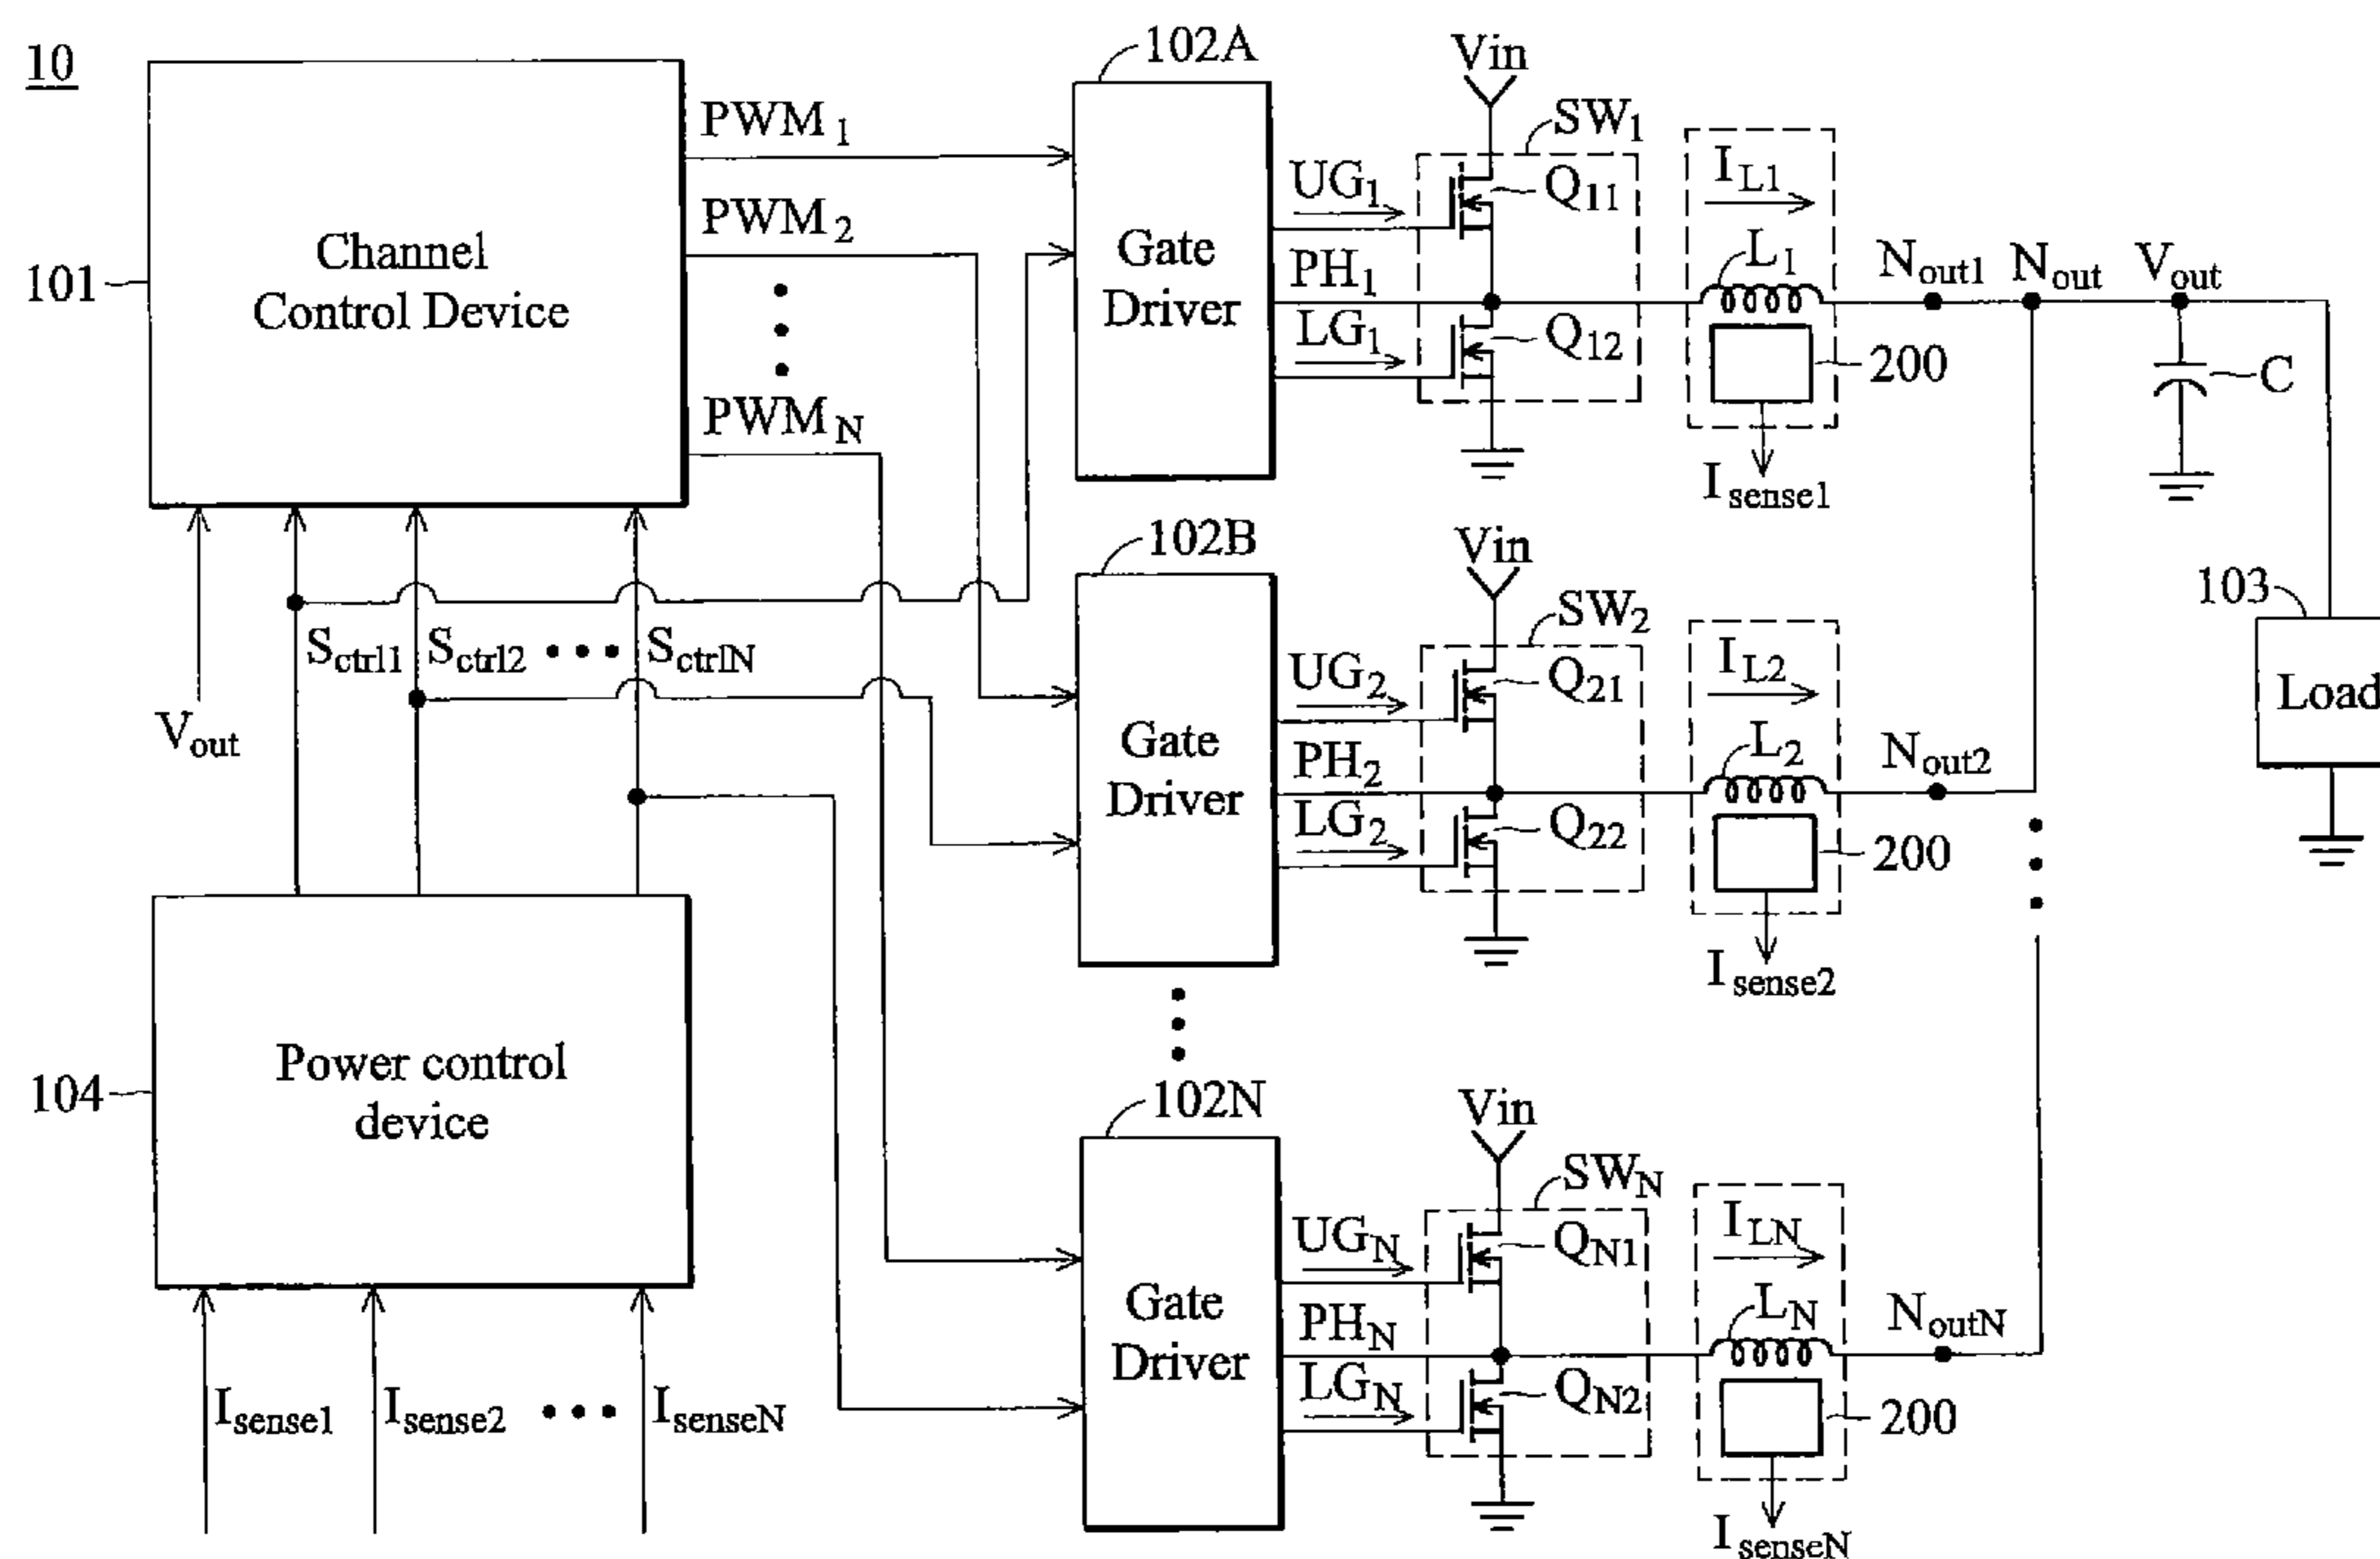 10
Channel
Control Device
101
PWM1
PWM2
PWMN
Vout
Sctrl1
Sctrl2
SctrlN
Power control
device
104
Isense1
Isense2
IsenseN
102A
Gate
Driver
UG1
PH1
LG1
Vin
SW1
Q11
Q12
IL1
L1
200
Isense1
Nout1
Nout
Vout
C
103
Load
102B
Gate
Driver
UG2
PH2
LG2
Vin
SW2
Q21
Q22
IL2
L2
200
Isense2
Nout2
102N
Gate
Driver
UGN
PHN
LGN
Vin
SWN
QN1
QN2
ILN
LN
200
IsenseN
NoutN